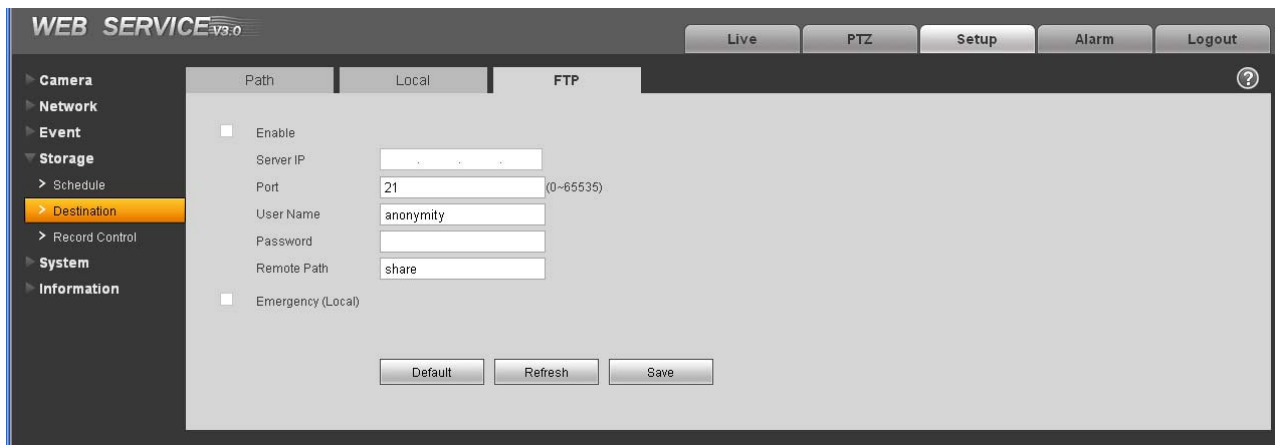 WEB SERVICE V3.0
Live PTZ Setup Alarm Logout
Camera
Network
Event
Storage
> Schedule
> Destination
> Record Control
System
Information
Path Local FTP
?
Enable
Server IP . . .
Port 21 (0~65535)
User Name anonymity
Password
Remote Path share
Emergency (Local)
Default Refresh Save